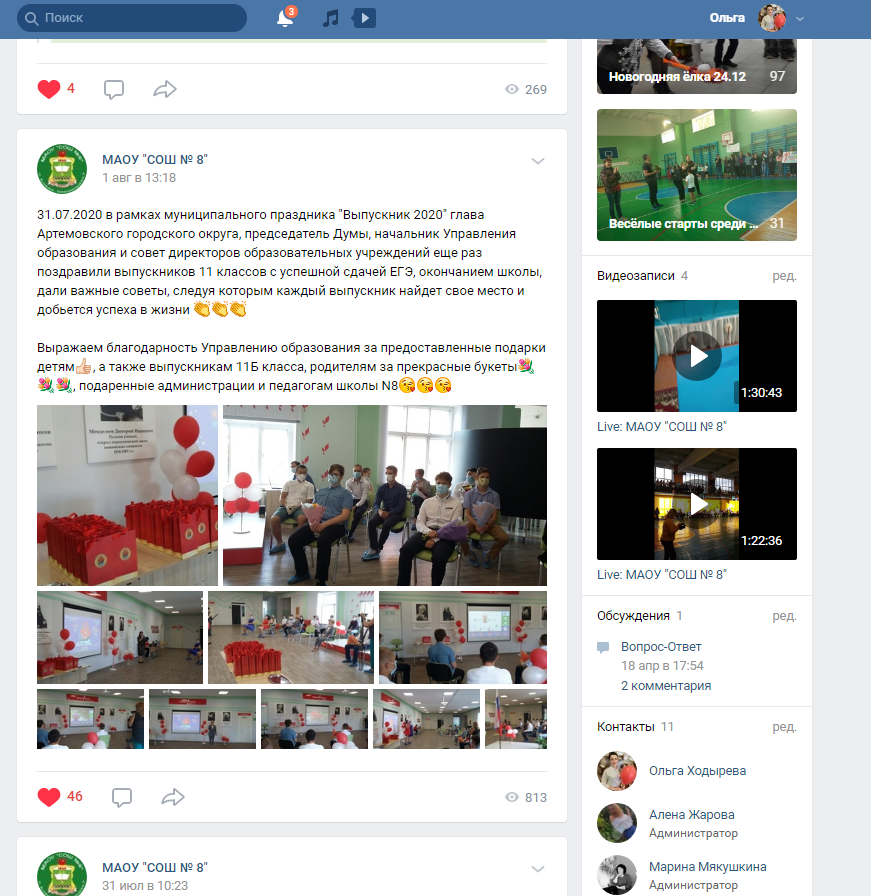 Поиск
3
Ольга
4
269
МАОУ "СОШ № 8"
1 авг в 13:18
31.07.2020 в рамках муниципального праздника "Выпускник 2020" глава
Артемовского городского округа, председатель Думы, начальник Управления
образования и совет директоров образовательных учреждений еще раз
поздравили выпускников 11 классов с успешной сдачей ЕГЭ, окончанием школы,
дали важные советы, следуя которым каждый выпускник найдет свое место и
добьется успеха в жизни 👏👏👏
Выражаем благодарность Управлению образования за предоставленные подарки
детям👍🏻, а также выпускникам 11Б класса, родителям за прекрасные букеты💐
💐💐, подаренные администрации и педагогам школы N8😘😘😘
Менделеев Дмитрий Иванович
46
813
МАОУ "СОШ № 8"
31 июл в 10:23
Новогодняя ёлка 24.12
97
Весёлые старты среди ...
31
Видеозаписи 4
ред.
1:30:43
Live: МАОУ "СОШ № 8"
1:22:36
Live: МАОУ "СОШ № 8"
Обсуждения 1
ред.
Вопрос-Ответ
18 апр в 17:54
2 комментария
Контакты 11
ред.
Ольга Ходырева
Алена Жарова
Администратор
Марина Мякушкина
Администратор